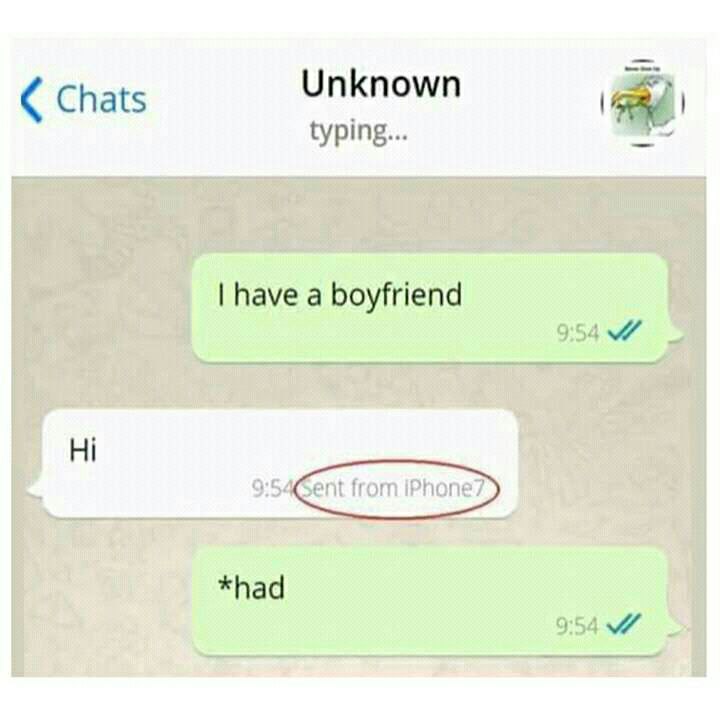 Chats
Unknown
typing...
I have a boyfriend
9:54
Hi
9:54 Sent from iPhone7
*had
9:54